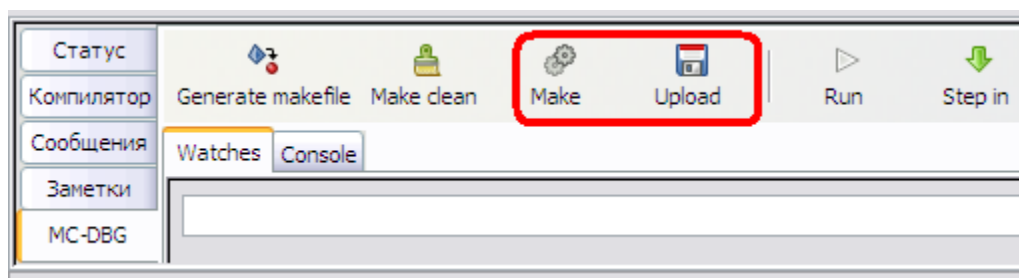 Статус
Компилятор
Сообщения
Заметки
MC-DBG
Generate makefile Make clean Make Upload Run Step in
Watches Console